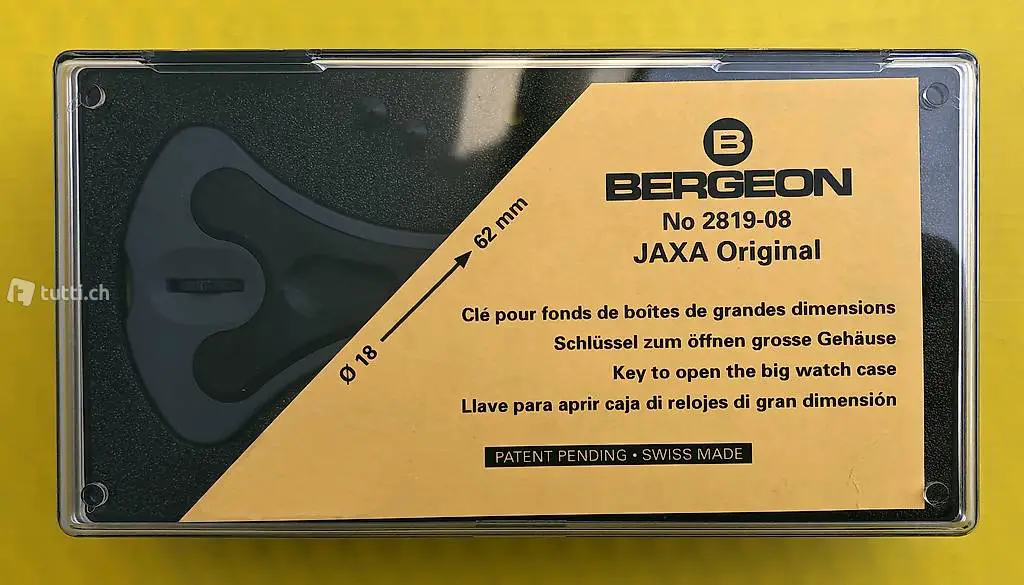 B
BERGEON
No 2819-08
JAXA Original
Ø 18 → 62 mm
Clé pour fonds de boîtes de grandes dimensions
Schlüssel zum öffnen grosse Gehäuse
Key to open the big watch case
Llave para aprir caja di relojes di gran dimensión
PATENT PENDING • SWISS MADE
tutti.ch